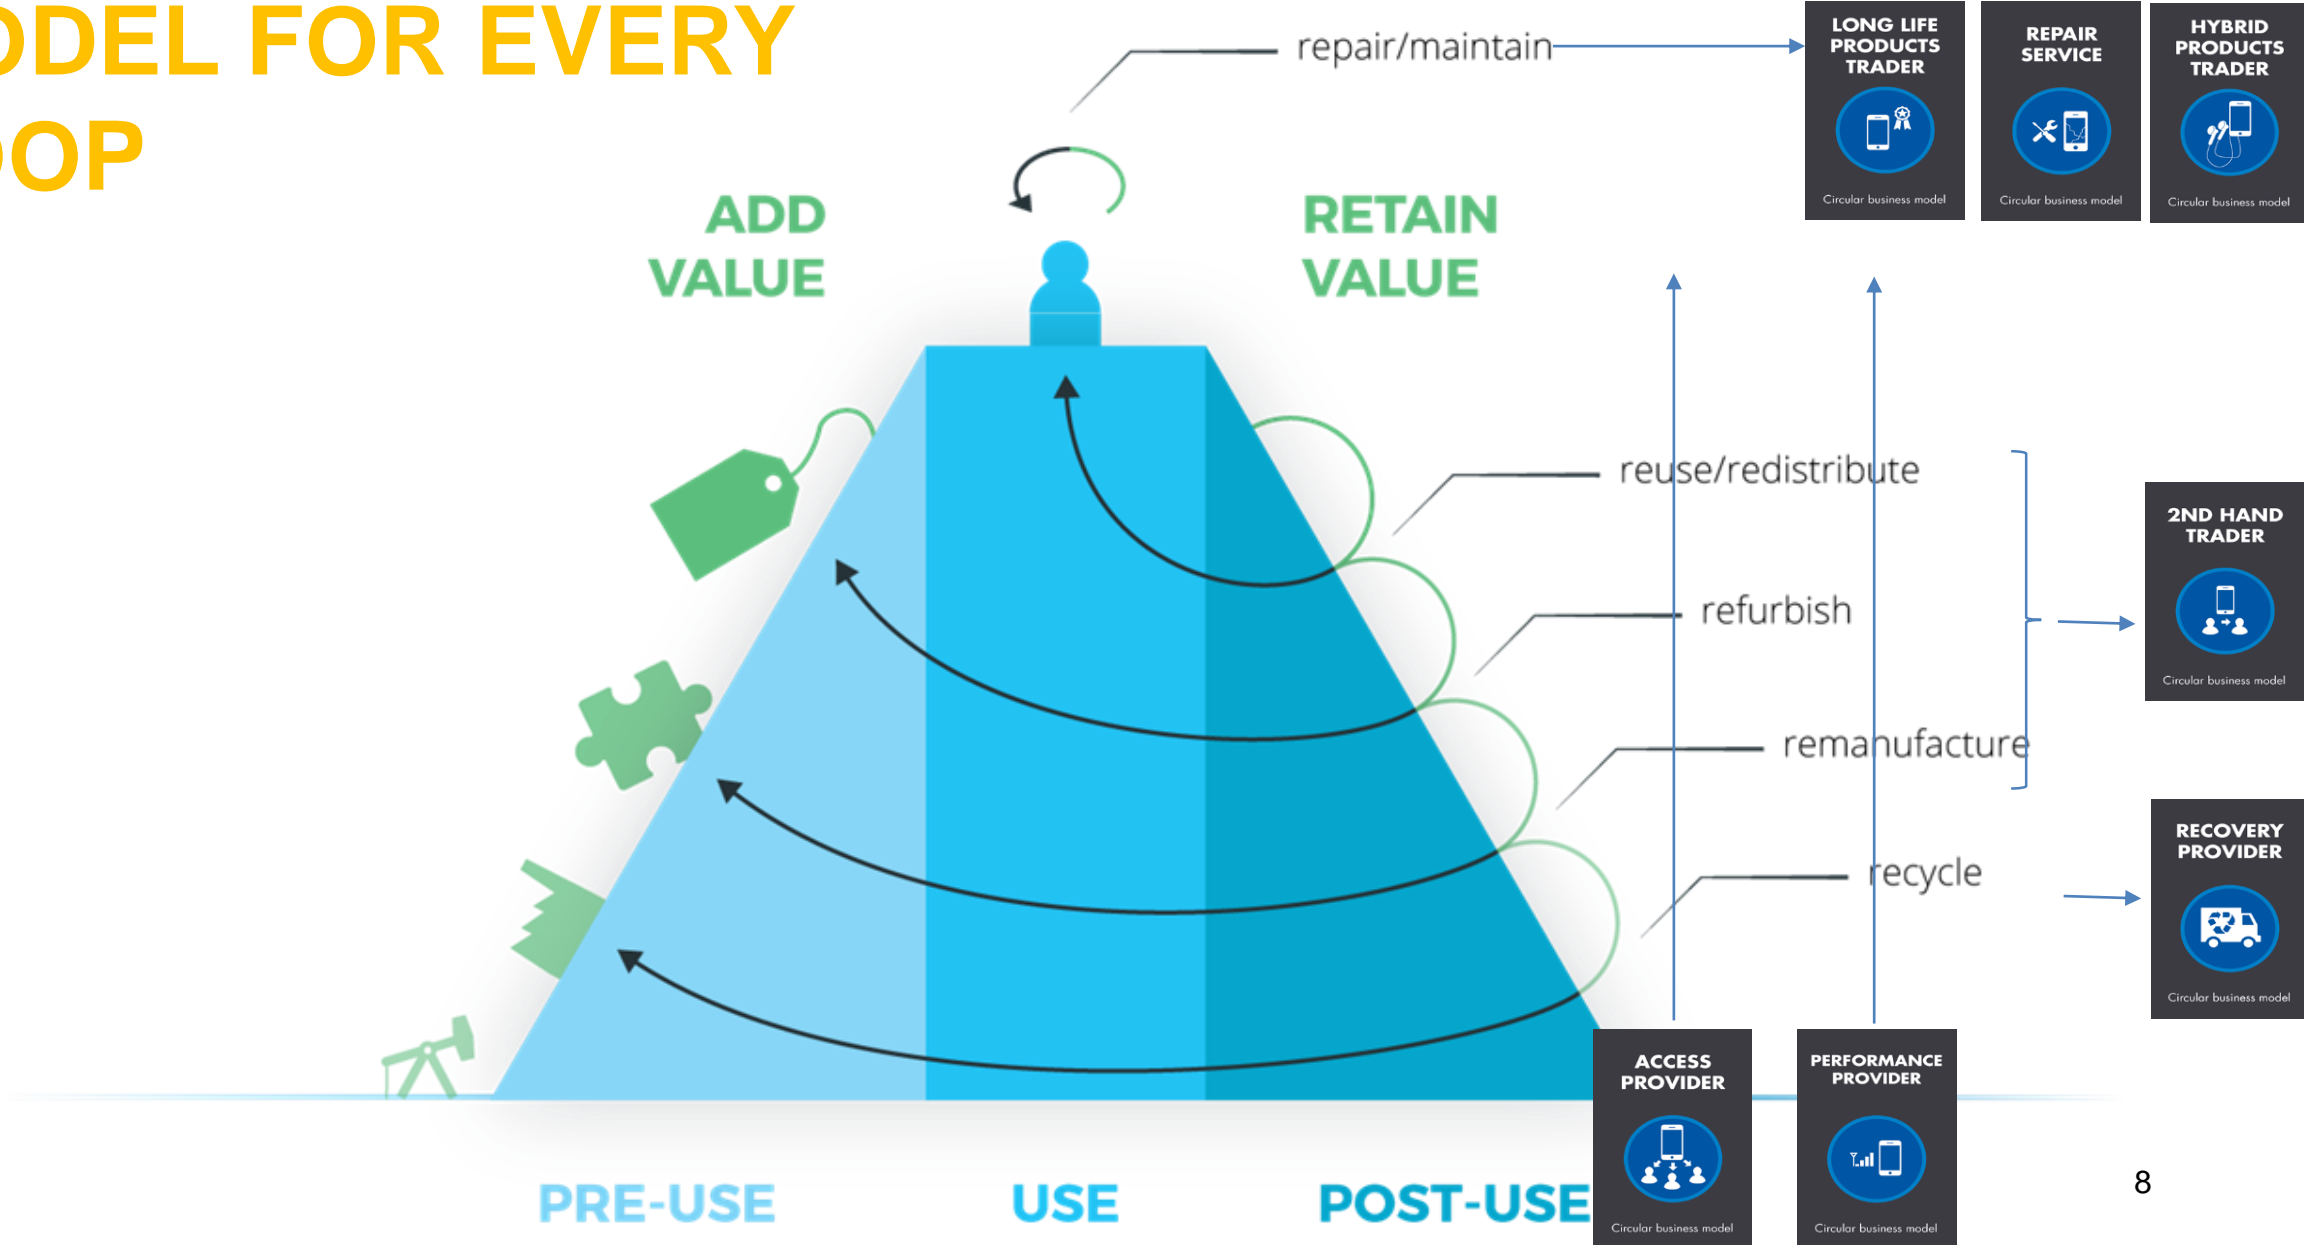 ODEL FOR EVERY
OOP
repair/maintain
LONG LIFE
PRODUCTS
TRADER
Circular business model
REPAIR
SERVICE
Circular business model
HYBRID
PRODUCTS
TRADER
Circular business model
ADD
VALUE
RETAIN
VALUE
reuse/redistribute
refurbish
remanufacture
recycle
2ND HAND
TRADER
Circular business model
RECOVERY
PROVIDER
Circular business model
ACCESS
PROVIDER
Circular business model
PERFORMANCE
PROVIDER
Circular business model
PRE-USE
USE
POST-USE
8